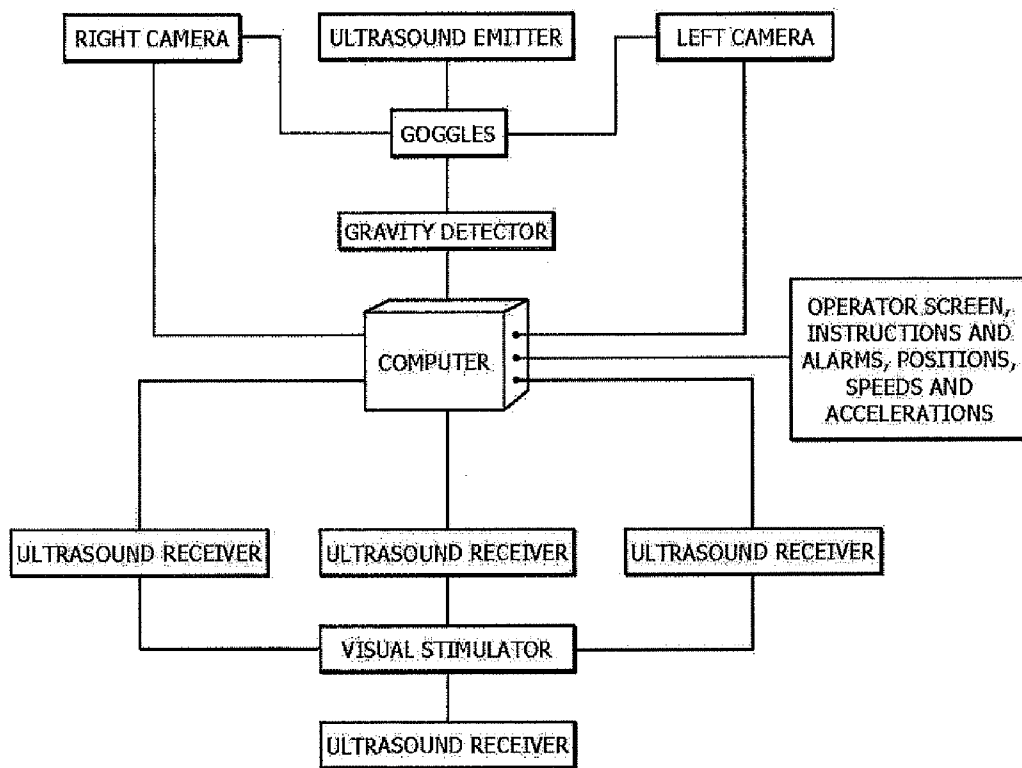 RIGHT CAMERA
ULTRASOUND EMITTER
LEFT CAMERA
GOGGLES
GRAVITY DETECTOR
COMPUTER
OPERATOR SCREEN,
INSTRUCTIONS AND
ALARMS, POSITIONS,
SPEEDS AND
ACCELERATIONS
ULTRASOUND RECEIVER
ULTRASOUND RECEIVER
ULTRASOUND RECEIVER
VISUAL STIMULATOR
ULTRASOUND RECEIVER